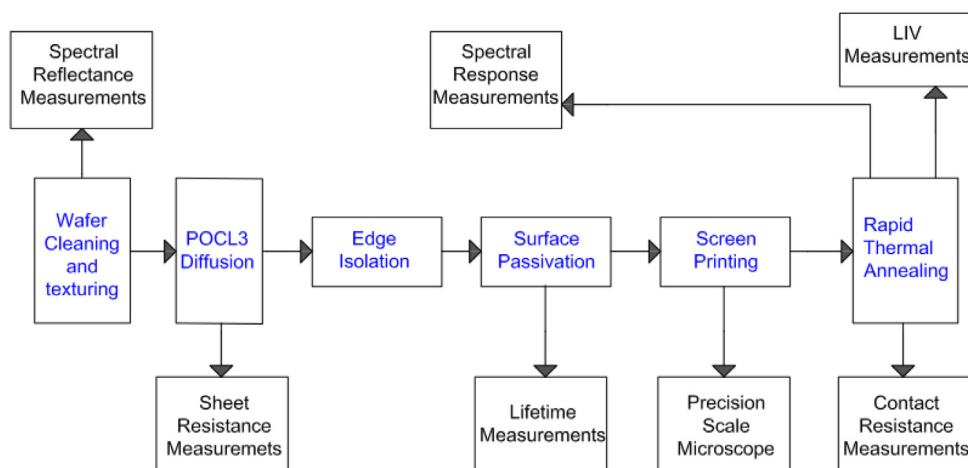 Spectral
Reflectance
Measurements
Spectral
Response
Measurements
LIV
Measurements
Wafer
Cleaning
and
texturing
POCL3
Diffusion
Edge
Isolation
Surface
Passivation
Screen
Printing
Rapid
Thermal
Annealing
Sheet
Resistance
Measuremets
Lifetime
Measurements
Precision
Scale
Microscope
Contact
Resistance
Measurements